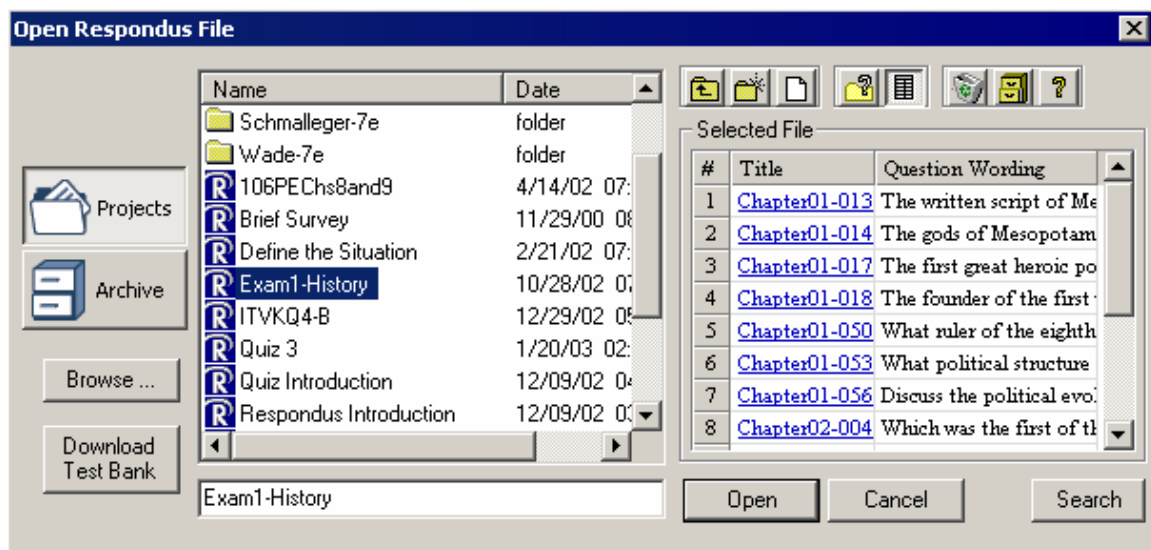 Open Respondus File
Projects
Archive
Browse ...
Download
Test Bank
Name Date
Schmalleger-7e folder
Wade-7e folder
106PEChs8and9 4/14/02 07:
Brief Survey 11/29/00
Define the Situation 2/21/02 07:
Exam1-History 10/28/02
ITVKQ4-B 12/29/02
Quiz 3 1/20/03 02:
Quiz Introduction 12/09/02
Respondus Introduction 12/09/02
Exam1-History
Selected File
# Title Question Wording
1 Chapter01-013 The written script of Me
2 Chapter01-014 The gods of Mesopotam
3 Chapter01-017 The first great heroic po
4 Chapter01-018 The founder of the first
5 Chapter01-050 What ruler of the eighth
6 Chapter01-053 What political structure
7 Chapter01-056 Discuss the political evo
8 Chapter02-004 Which was the first of th
Open Cancel Search